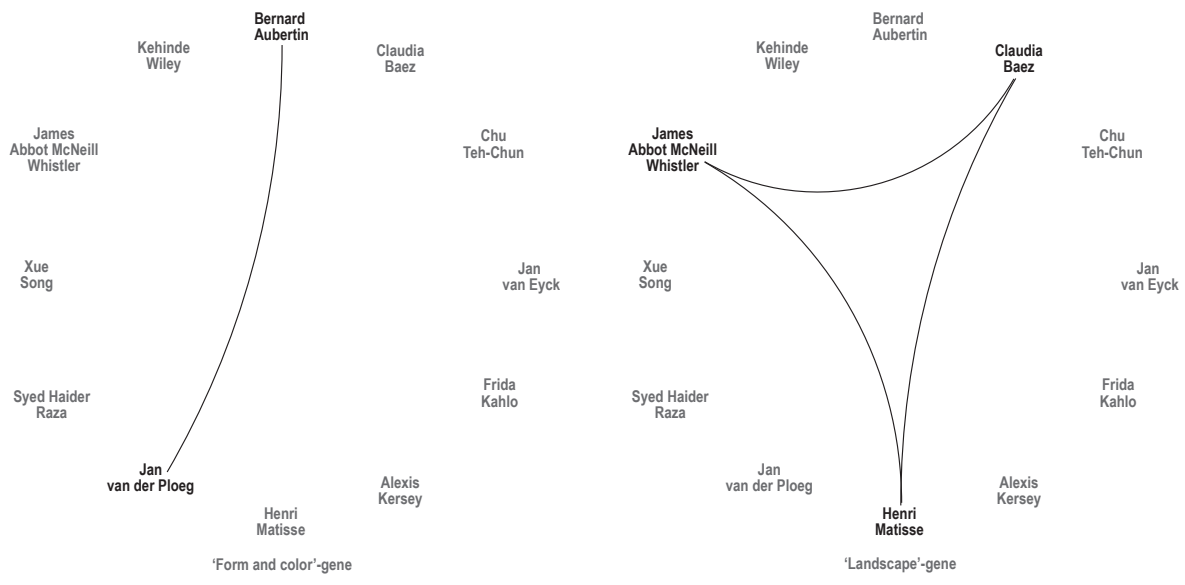 Bernard
Aubertin
Kehinde
Wiley
Claudia
Baez
James
Abbot McNeill
Whistler
Chu
Teh-Chun
Xue
Song
Jan
van Eyck
Syed Haider
Raza
Frida
Kahlo
Jan
van der Ploeg
Alexis
Kersey
Henri
Matisse
'Form and color'-gene
Bernard
Aubertin
Kehinde
Wiley
Claudia
Baez
James
Abbot McNeill
Whistler
Chu
Teh-Chun
Xue
Song
Jan
van Eyck
Syed Haider
Raza
Frida
Kahlo
Jan
van der Ploeg
Alexis
Kersey
Henri
Matisse
'Landscape'-gene